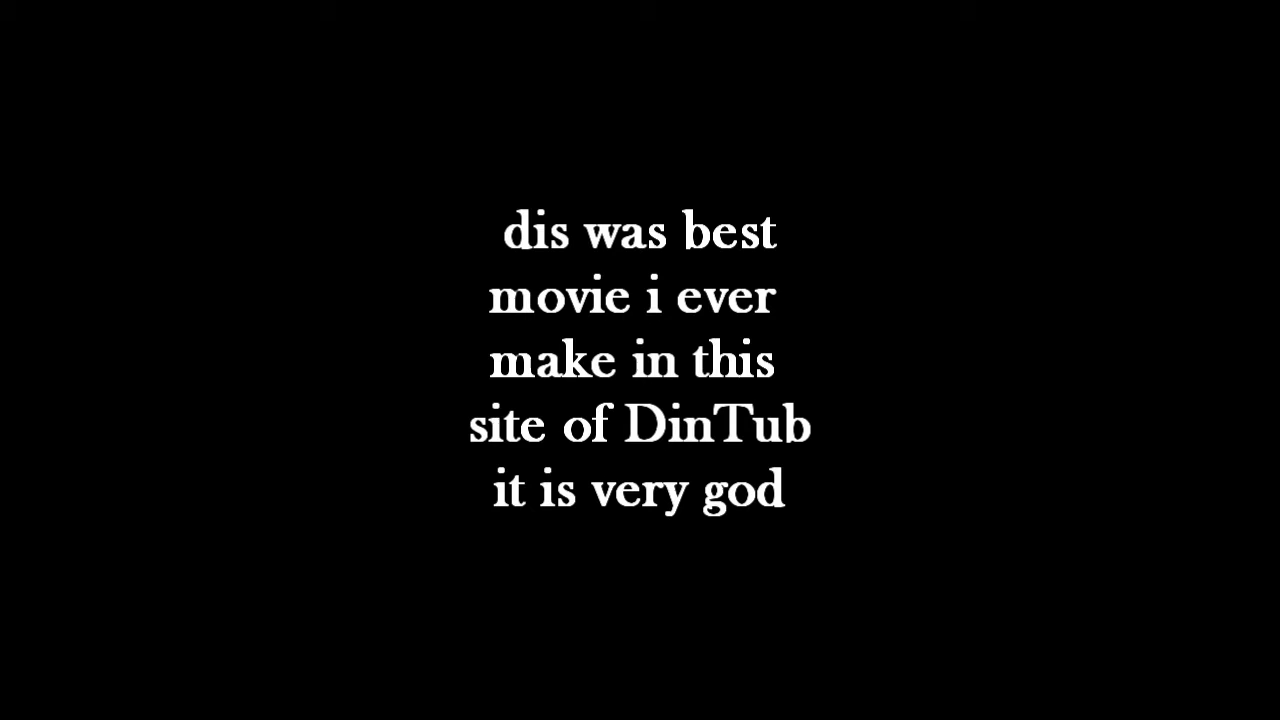 dis was best
movie i ever
make in this
site of DinTub
it is very god